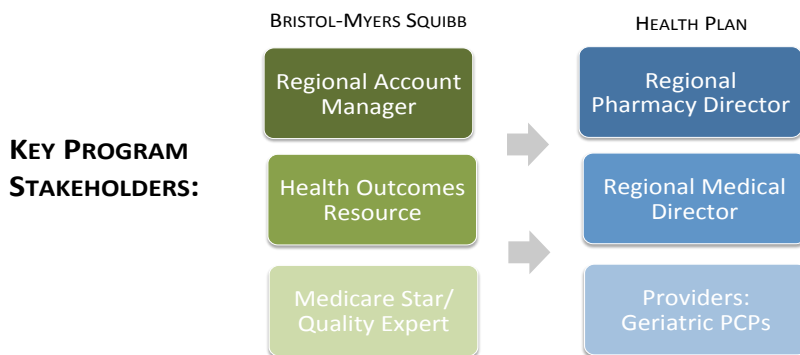 BRISTOL-MYERS SQUIBB
HEALTH PLAN
KEY PROGRAM
STAKEHOLDERS:
Regional Account
Manager
Regional
Pharmacy Director
Health Outcomes
Resource
Regional Medical
Director
Medicare Star/
Quality Expert
Providers:
Geriatric PCPs